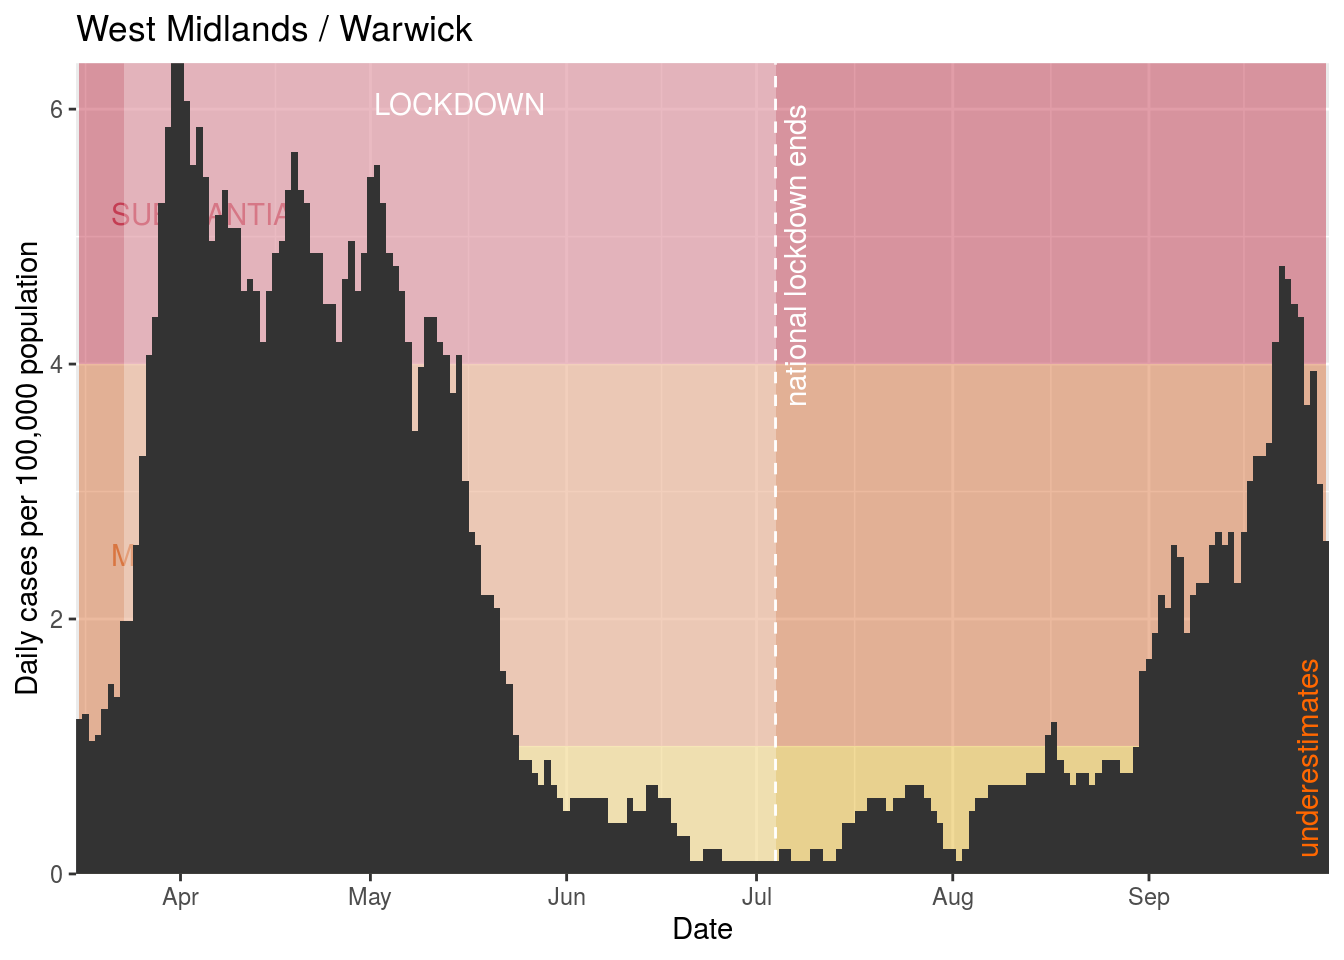 West Midlands / Warwick
Daily cases per 100,000 population
6
4
2
0
LOCKDOWN
national lockdown ends
underestimates
Apr
May
Jun
Jul
Aug
Sep
Date